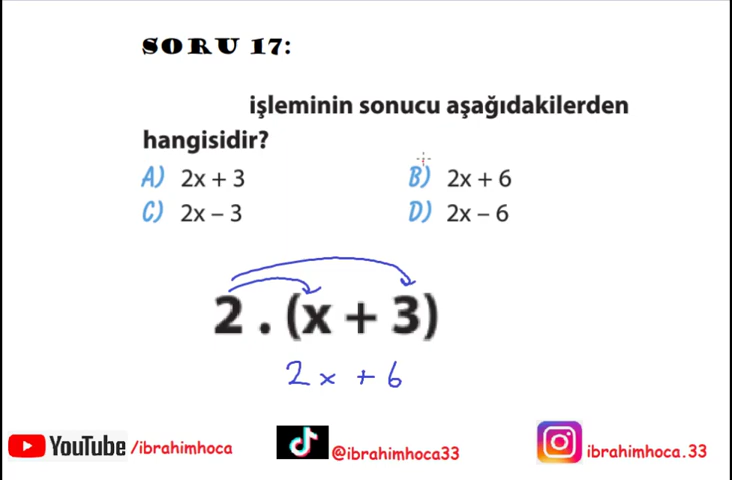 SORU 17:
işleminin sonucu aşağıdakilerden
hangisidir?
A) 2x + 3 B) 2x + 6
C) 2x – 3 D) 2x – 6
2 . (x + 3)
2x + 6
YouTube /ibrahimhoca @ibrahimhoca33 ibrahimhoca.33